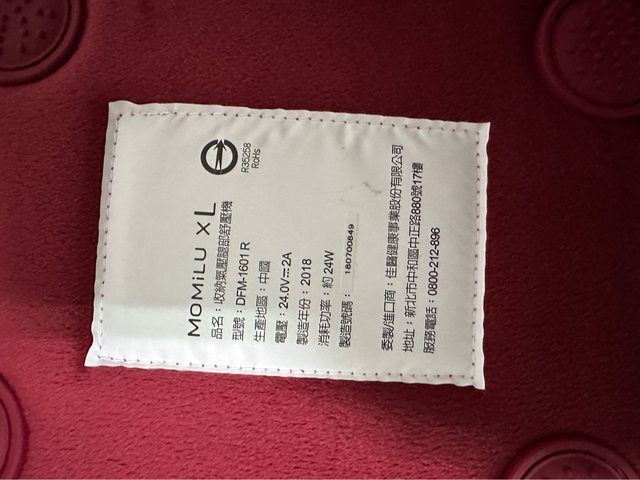 MOMiLU XL
品名：收納氣壓腿部舒壓機
型號：DFM-1601 R
生產地區：中國
電壓：24.0V⎓2A
製造年份：2018
消耗功率：約24W
製造號碼：180700849
R35258
RoHs
委製/進口商：佳醫健康事業股份有限公司
地址：新北市中和區中正路880號17樓
服務電話：0800-212-896